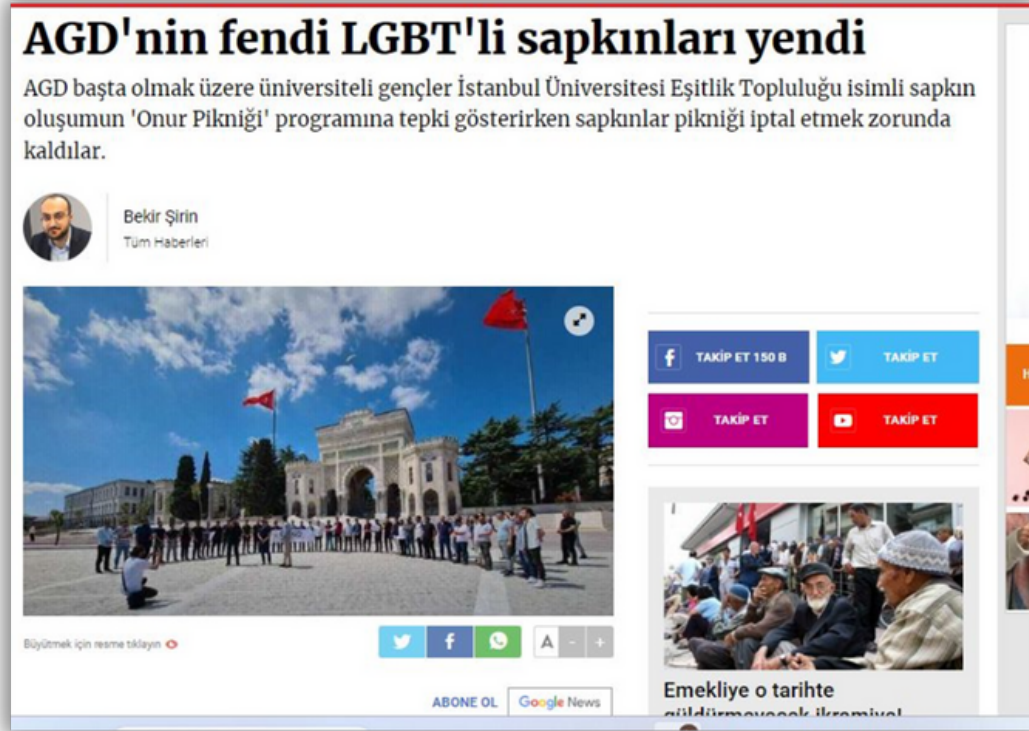 AGD'nin fendi LGBT'li sapkınları yendi
AGD başta olmak üzere üniversiteli gençler İstanbul Üniversitesi Eşitlik Topluluğu isimli sapkın
oluşumun 'Onur Pikniği' programına tepki gösterirken sapkınlar pikniği iptal etmek zorunda
kaldılar.
Bekir Şirin
Tüm Haberleri
TAKİP ET 150 B
TAKİP ET
TAKİP ET
TAKİP ET
H
Büyütmek için resme tıklayın
A - +
ABONE OL Google News
Emekliye o tarihte
güldürmeyecek ikramiye!